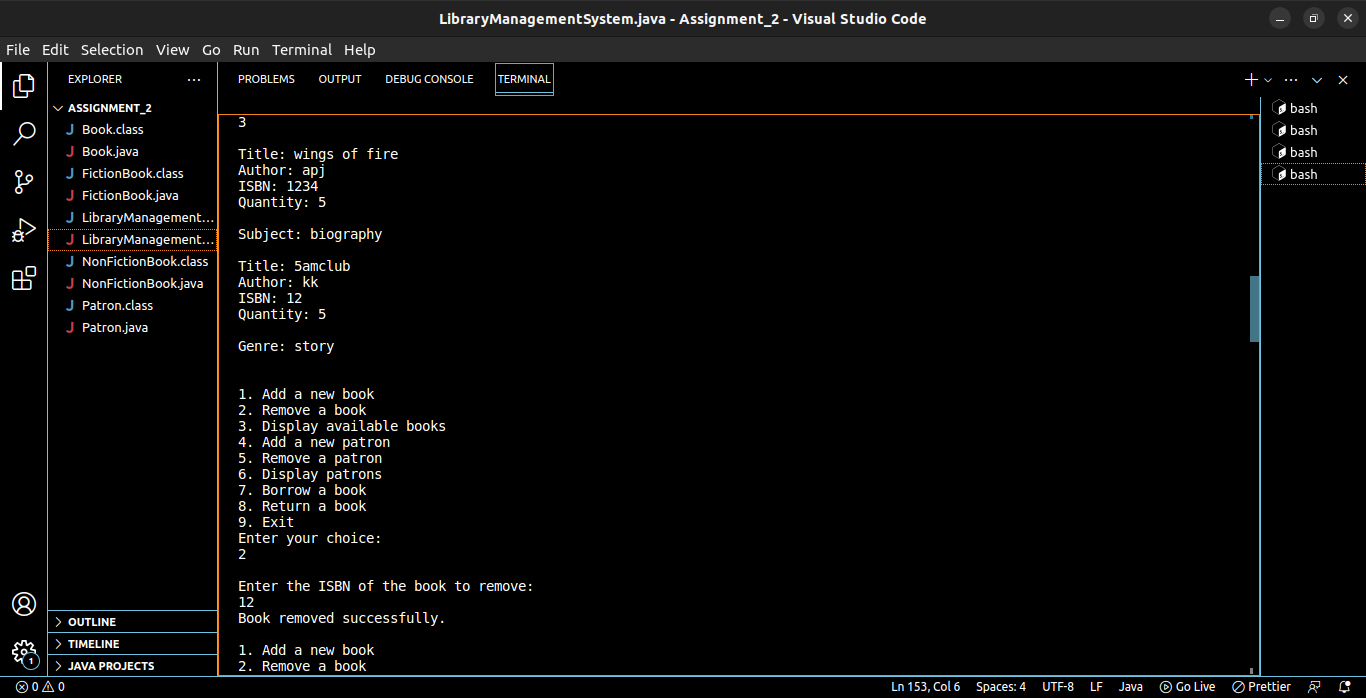 LibraryManagementSystem.java - Assignment_2 - Visual Studio Code
File Edit Selection View Go Run Terminal Help
EXPLORER
ASSIGNMENT_2
Book.class
Book.java
FictionBook.class
FictionBook.java
LibraryManagement...
LibraryManagement...
NonFictionBook.class
NonFictionBook.java
Patron.class
Patron.java
OUTLINE
TIMELINE
JAVA PROJECTS
PROBLEMS OUTPUT DEBUG CONSOLE TERMINAL
3
Title: wings of fire
Author: apj
ISBN: 1234
Quantity: 5
Subject: biography
Title: 5amclub
Author: kk
ISBN: 12
Quantity: 5
Genre: story
1. Add a new book
2. Remove a book
3. Display available books
4. Add a new patron
5. Remove a patron
6. Display patrons
7. Borrow a book
8. Return a book
9. Exit
Enter your choice:
2
Enter the ISBN of the book to remove:
12
Book removed successfully.
1. Add a new book
2. Remove a book
bash
bash
bash
bash
1
0 0 Ln 153, Col 6 Spaces: 4 UTF-8 LF Java Go Live Prettier